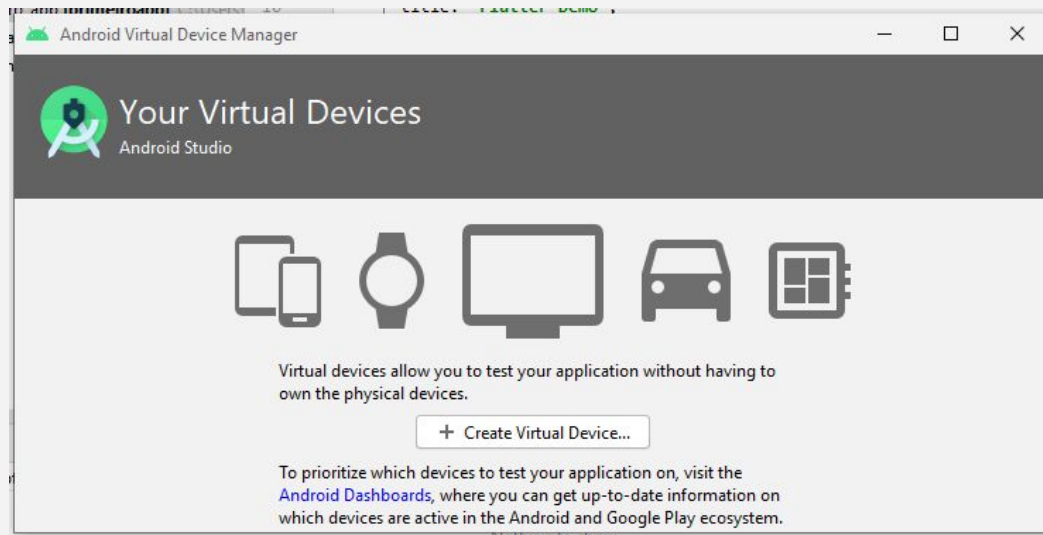 title: 'Flutter Demo',
Android Virtual Device Manager
Your Virtual Devices
Android Studio
Virtual devices allow you to test your application without having to
own the physical devices.
+ Create Virtual Device...
To prioritize which devices to test your application on, visit the
Android Dashboards, where you can get up-to-date information on
which devices are active in the Android and Google Play ecosystem.